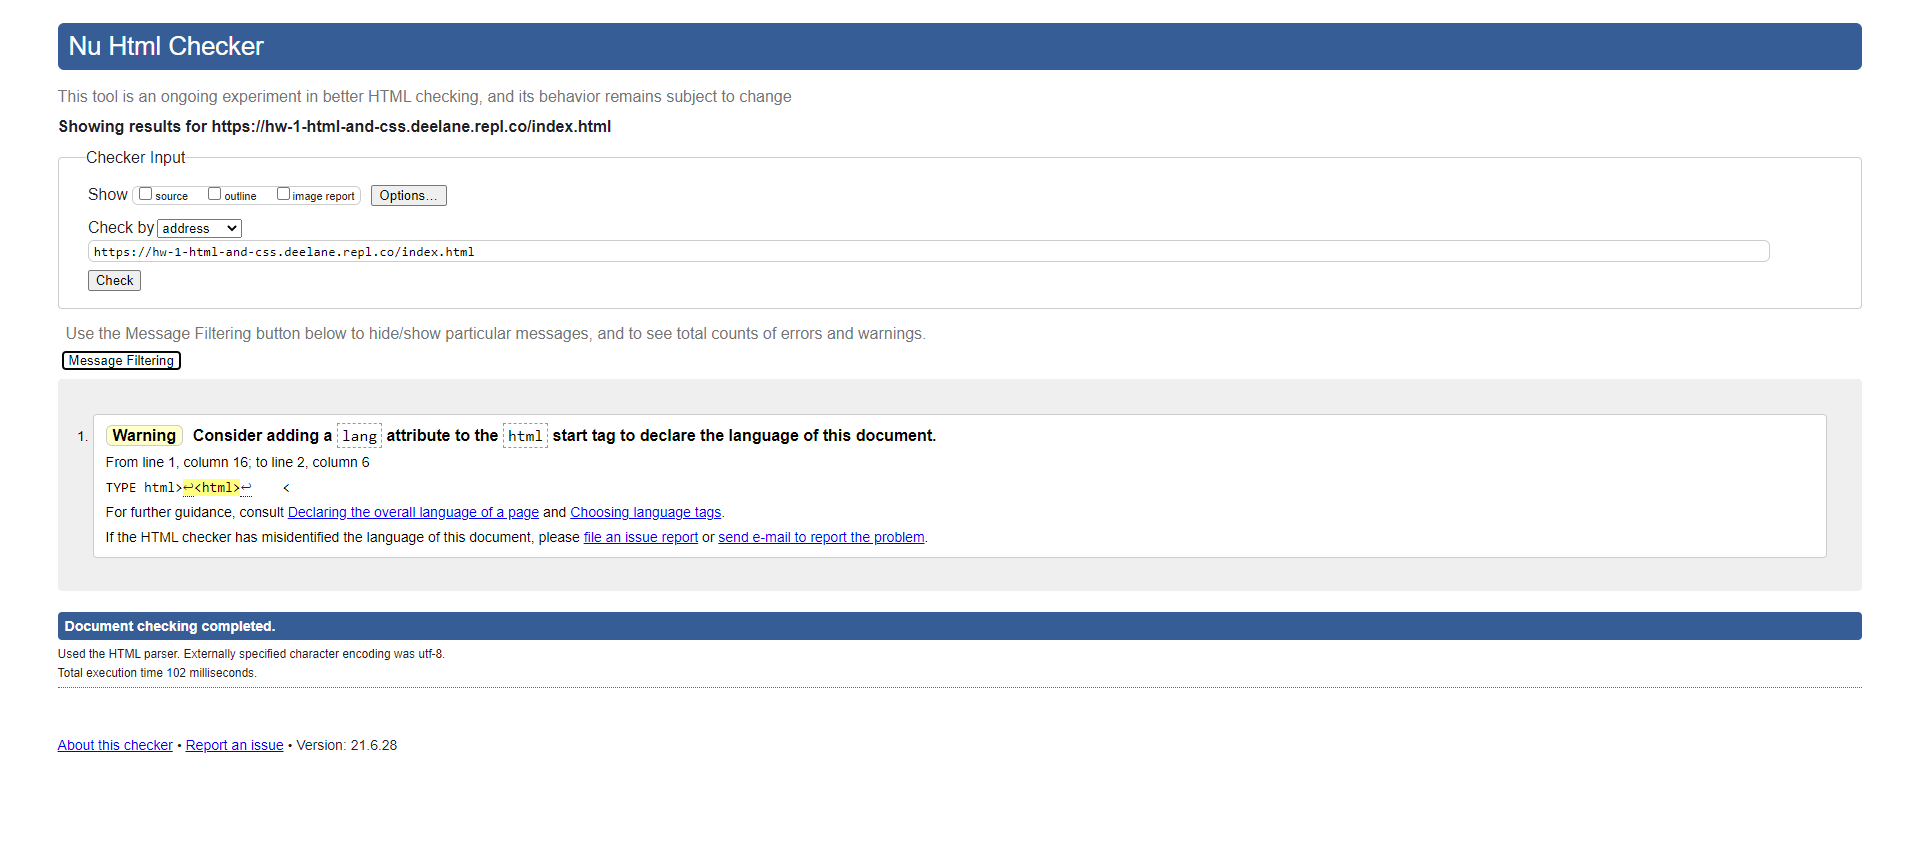 Nu Html Checker
This tool is an ongoing experiment in better HTML checking, and its behavior remains subject to change
Showing results for https://hw-1-html-and-css.deelane.repl.co/index.html
Checker Input
Show source outline image report Options...
Check by address
https://hw-1-html-and-css.deelane.repl.co/index.html
Check
Use the Message Filtering button below to hide/show particular messages, and to see total counts of errors and warnings.
Message Filtering
1. Warning Consider adding a lang attribute to the html start tag to declare the language of this document.
From line 1, column 16; to line 2, column 6
TYPE html>↩<html>↩ <
For further guidance, consult Declaring the overall language of a page and Choosing language tags.
If the HTML checker has misidentified the language of this document, please file an issue report or send e-mail to report the problem.
Document checking completed.
Used the HTML parser. Externally specified character encoding was utf-8.
Total execution time 102 milliseconds.
About this checker • Report an issue • Version: 21.6.28